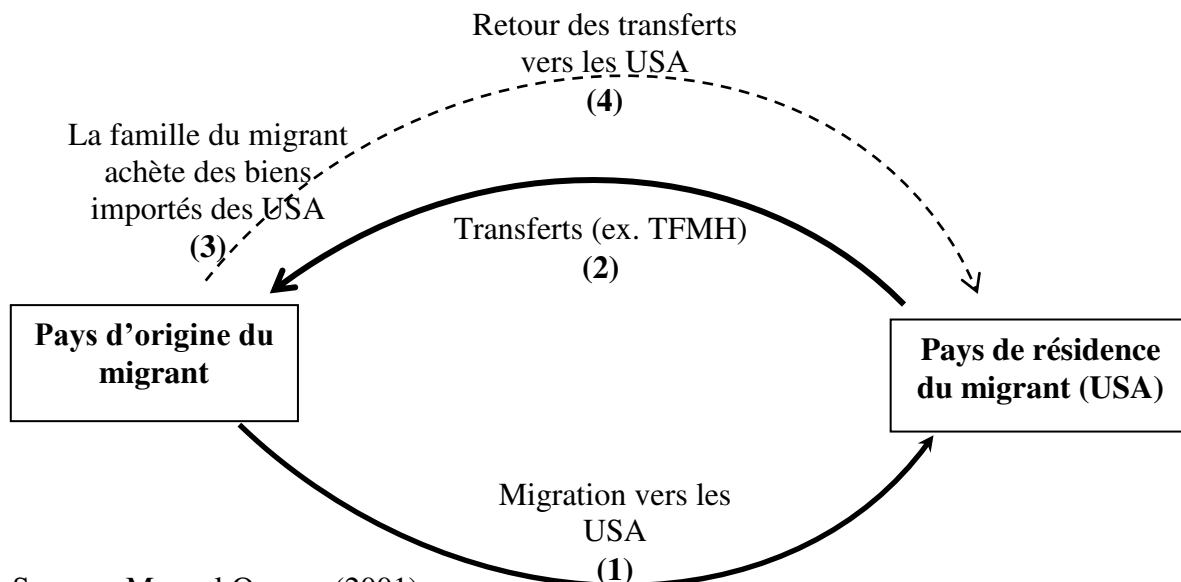 Retour des transferts
vers les USA
(4)
La famille du migrant
achète des biens
importés des USA
(3)
Transferts (ex. TFMH)
(2)
Pays d’origine du
migrant
Pays de résidence
du migrant (USA)
Migration vers les
USA
(1)
(2001)